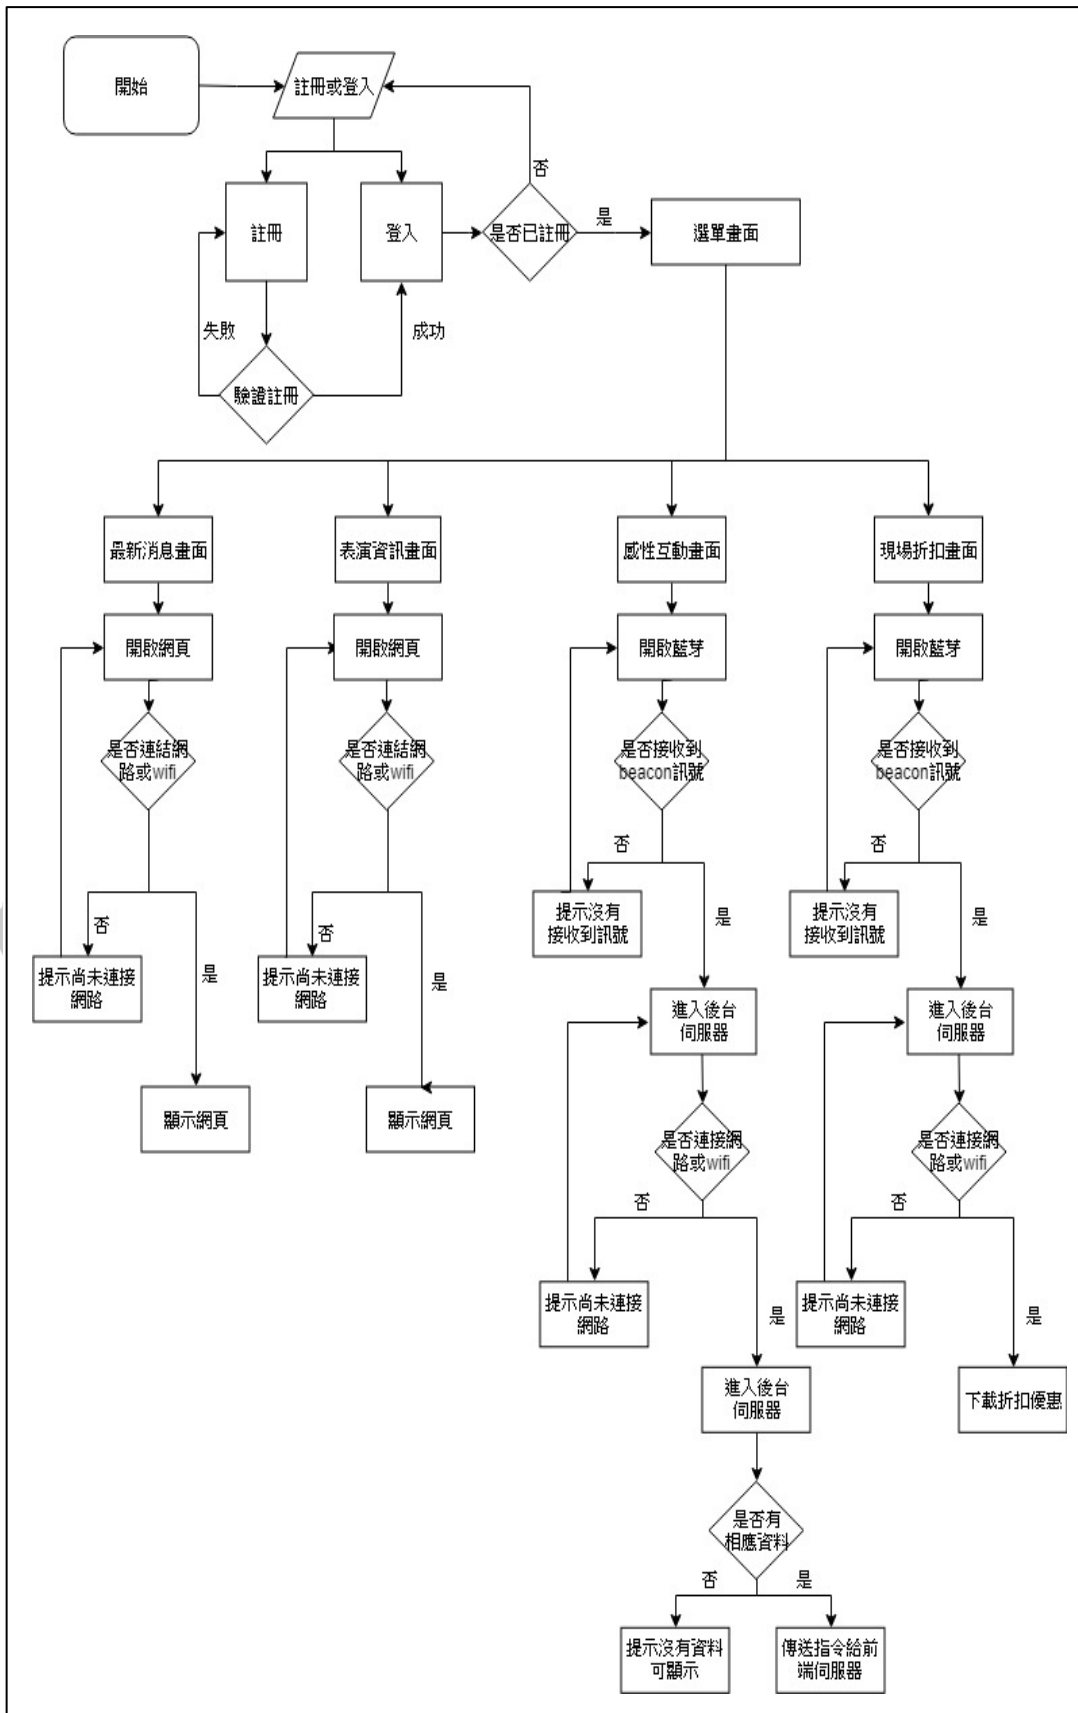 開始
註冊或登入
否
註冊
登入
是否已註冊
是
選單畫面
失敗
成功
驗證註冊
最新消息畫面
表演資訊畫面
感性互動畫面
現場折扣畫面
開啟網頁
開啟網頁
開啟藍芽
開啟藍芽
是否連結網
路或wifi
是否連結網
路或wifi
是否接收到
beacon訊號
是否接收到
beacon訊號
否
否
提示沒有
接收到訊號
是
提示沒有
接收到訊號
是
否
否
提示尚未連接
網路
是
提示尚未連接
網路
是
進入後台
伺服器
進入後台
伺服器
顯示網頁
顯示網頁
是否連接網
路或wifi
是否連接網
路或wifi
否
否
提示尚未連接
網路
是
提示尚未連接
網路
是
進入後台
伺服器
下載折扣優惠
是否有
相應資料
否
是
提示沒有資料
可顯示
傳送指令給前
端伺服器